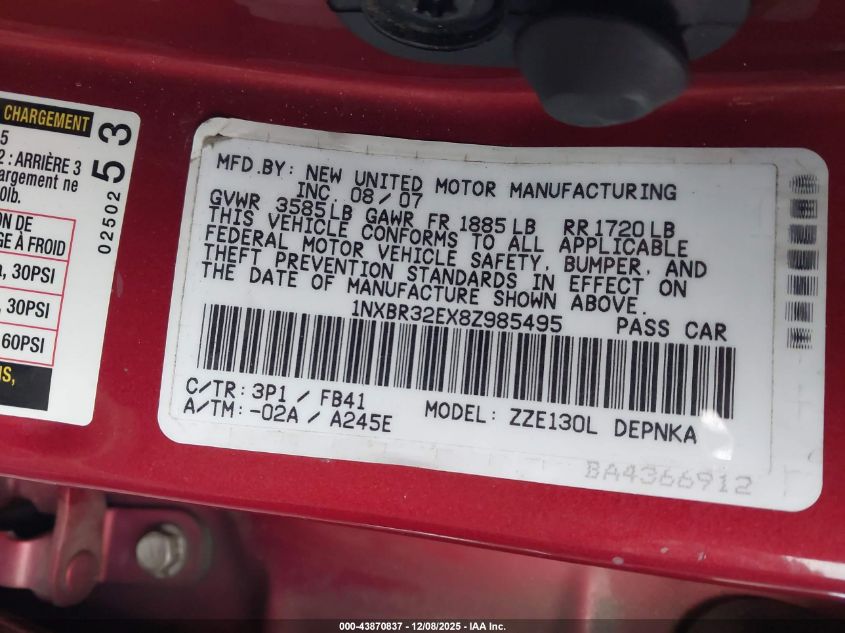 CHARGEMENT
5
2 : ARRIÈRE 3
argement ne
0lb.
ON DE
GE À FROID
a, 30PSI
, 30PSI
60PSI
NS,
02502 53
MFD.BY: NEW UNITED MOTOR MANUFACTURING
INC. 08/07
GVWR 3585LB GAWR FR 1885LB RR1720LB
THIS VEHICLE CONFORMS TO ALL APPLICABLE
FEDERAL MOTOR VEHICLE SAFETY, BUMPER, AND
THEFT PREVENTION STANDARDS IN EFFECT ON
THE DATE OF MANUFACTURE SHOWN ABOVE.
1NXBR32EX8Z985495 PASS CAR
C/TR: 3P1 / FB41
A/TM: -02A / A245E MODEL: ZZE130L DEPNKA
BA4366912
000-43870837 - 12/08/2025 - IAA Inc.